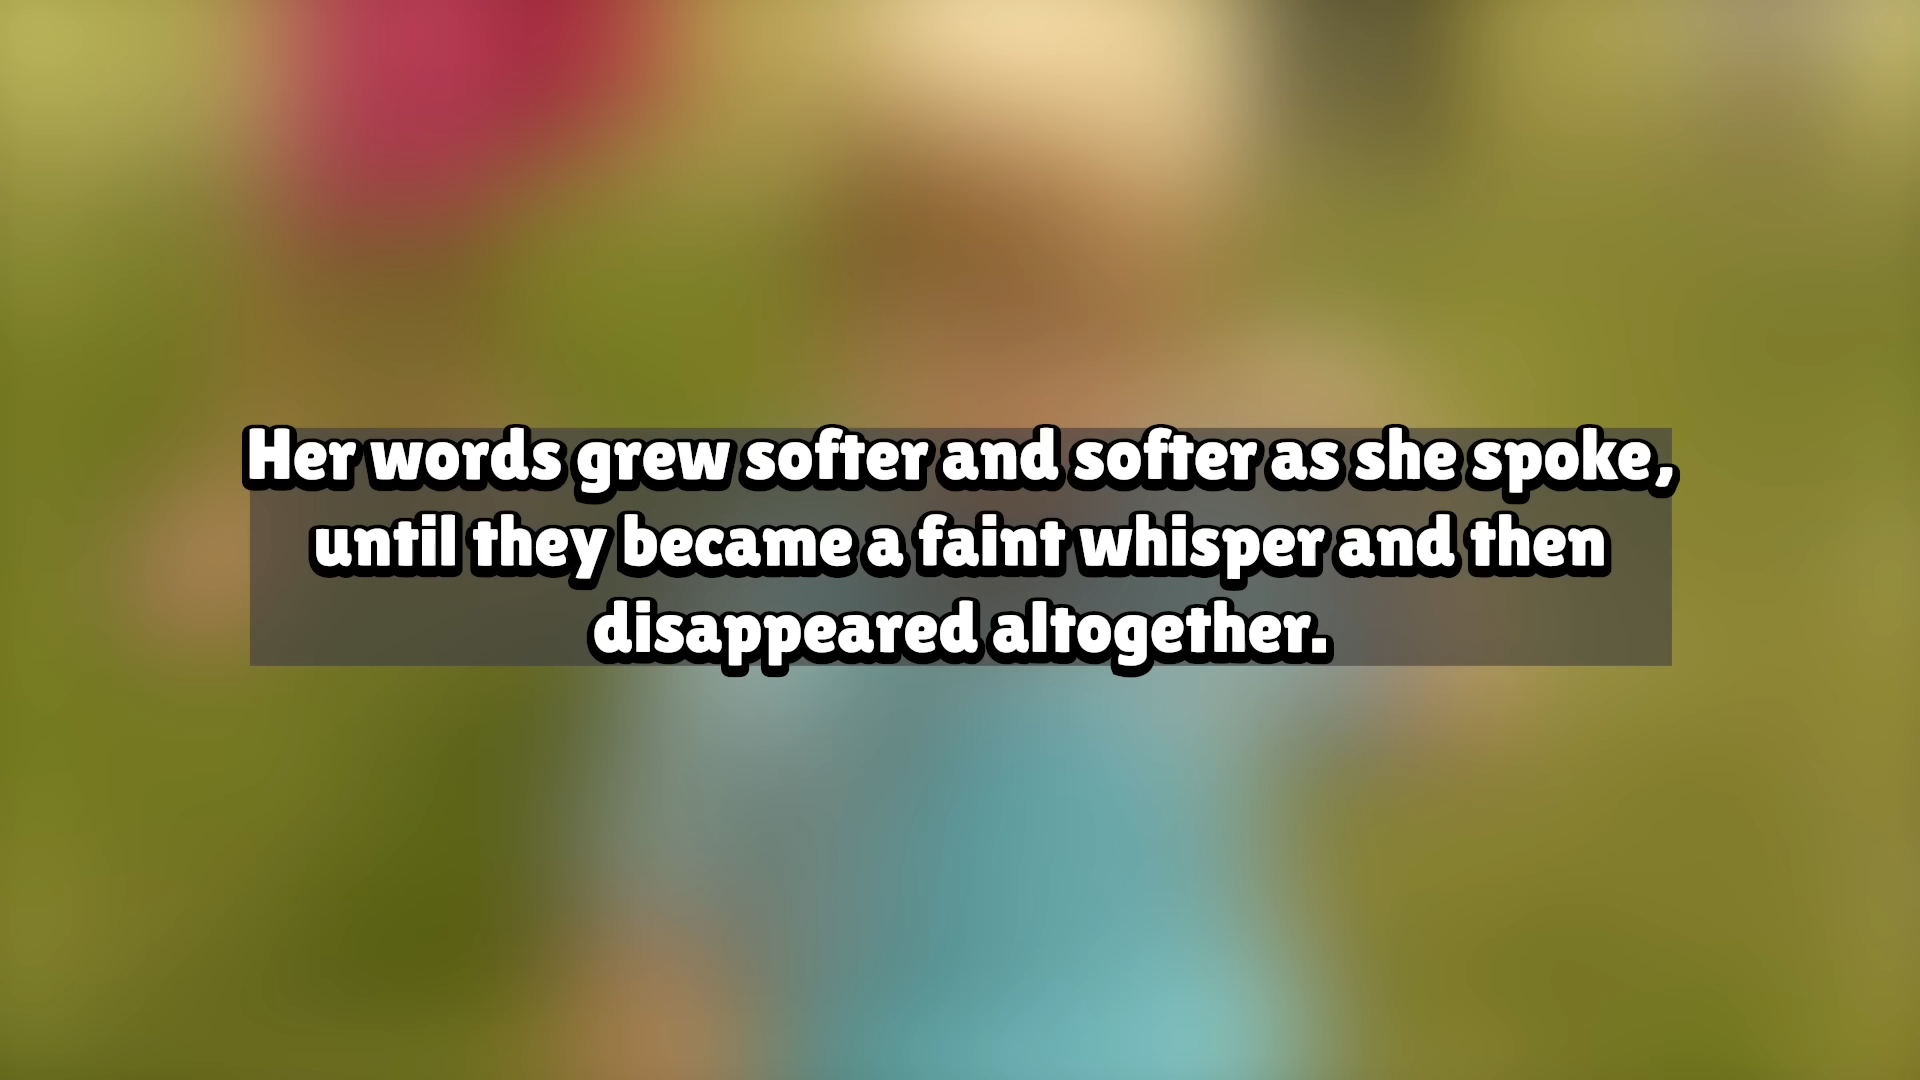 Her words grew softer and softer as she spoke,
until they became a faint whisper and then
disappeared altogether.